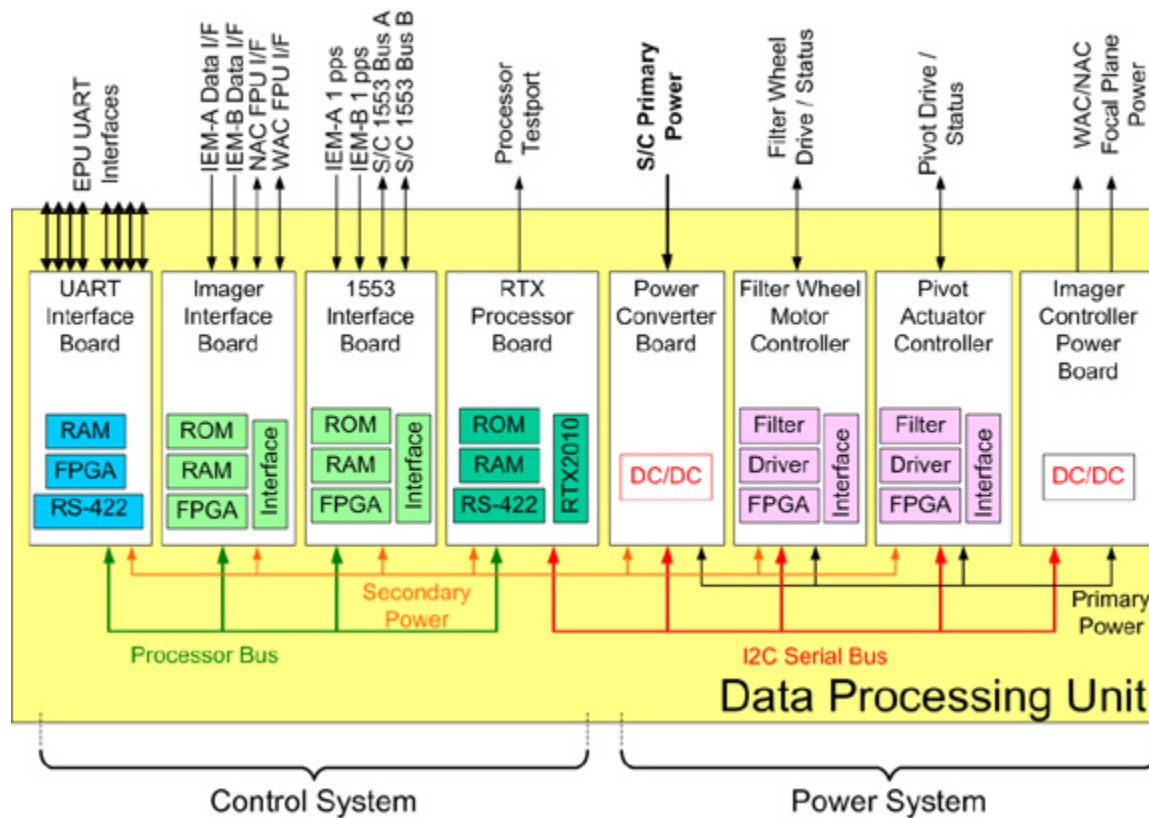 EPU UART
Interfaces
IEM-A Data I/F
IEM-B Data I/F
NAC FPU I/F
WAC FPU I/F
IEM-A 1 pps
IEM-B 1 pps
S/C 1553 Bus A
S/C 1553 Bus B
Processor
Testport
S/C Primary
Power
Filter Wheel
Drive / Status
Pivot Drive /
Status
WAC/NAC
Focal Plane
Power
UART
Interface
Board
RAM
FPGA
RS-422
Imager
Interface
Board
ROM
RAM
FPGA
Interface
1553
Interface
Board
ROM
RAM
FPGA
Interface
RTX
Processor
Board
ROM
RAM
RS-422
RTX2010
Power
Converter
Board
DC/DC
Filter Wheel
Motor
Controller
Filter
Driver
FPGA
Interface
Pivot
Actuator
Controller
Filter
Driver
FPGA
Interface
Imager
Controller
Power
Board
DC/DC
Secondary
Power
Primary
Power
Processor Bus
I2C Serial Bus
Data Processing Unit
Control System
Power System